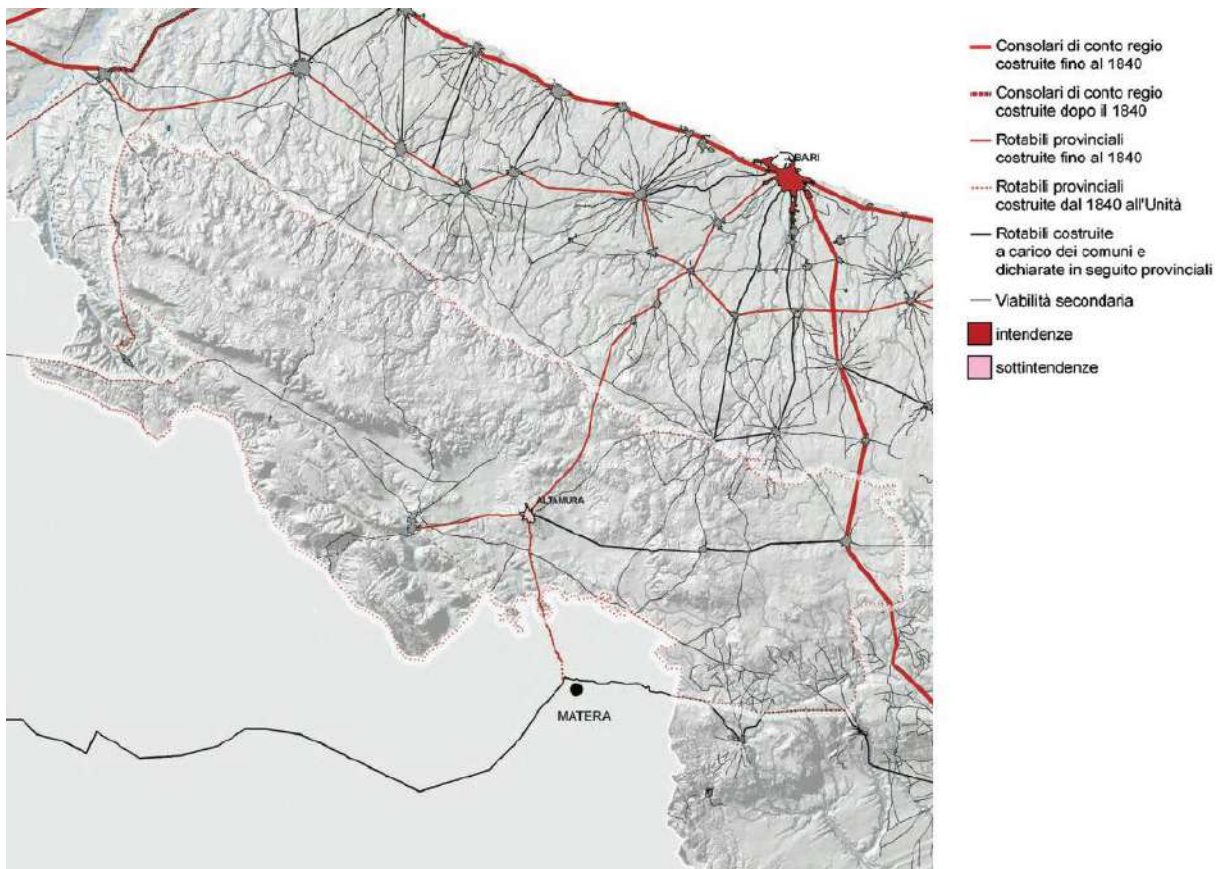 BARI
ALTAMURA
MATERA
Consolari di conto regio
costruite fino al 1840
Consolari di conto regio
costruite dopo il 1840
Rotabili provinciali
costruite fino al 1840
Rotabili provinciali
costruite dal 1840 all'Unità
Rotabili costruite
a carico dei comuni e
dichiarate in seguito provinciali
Viabilità secondaria
intendenze
sottintendenze